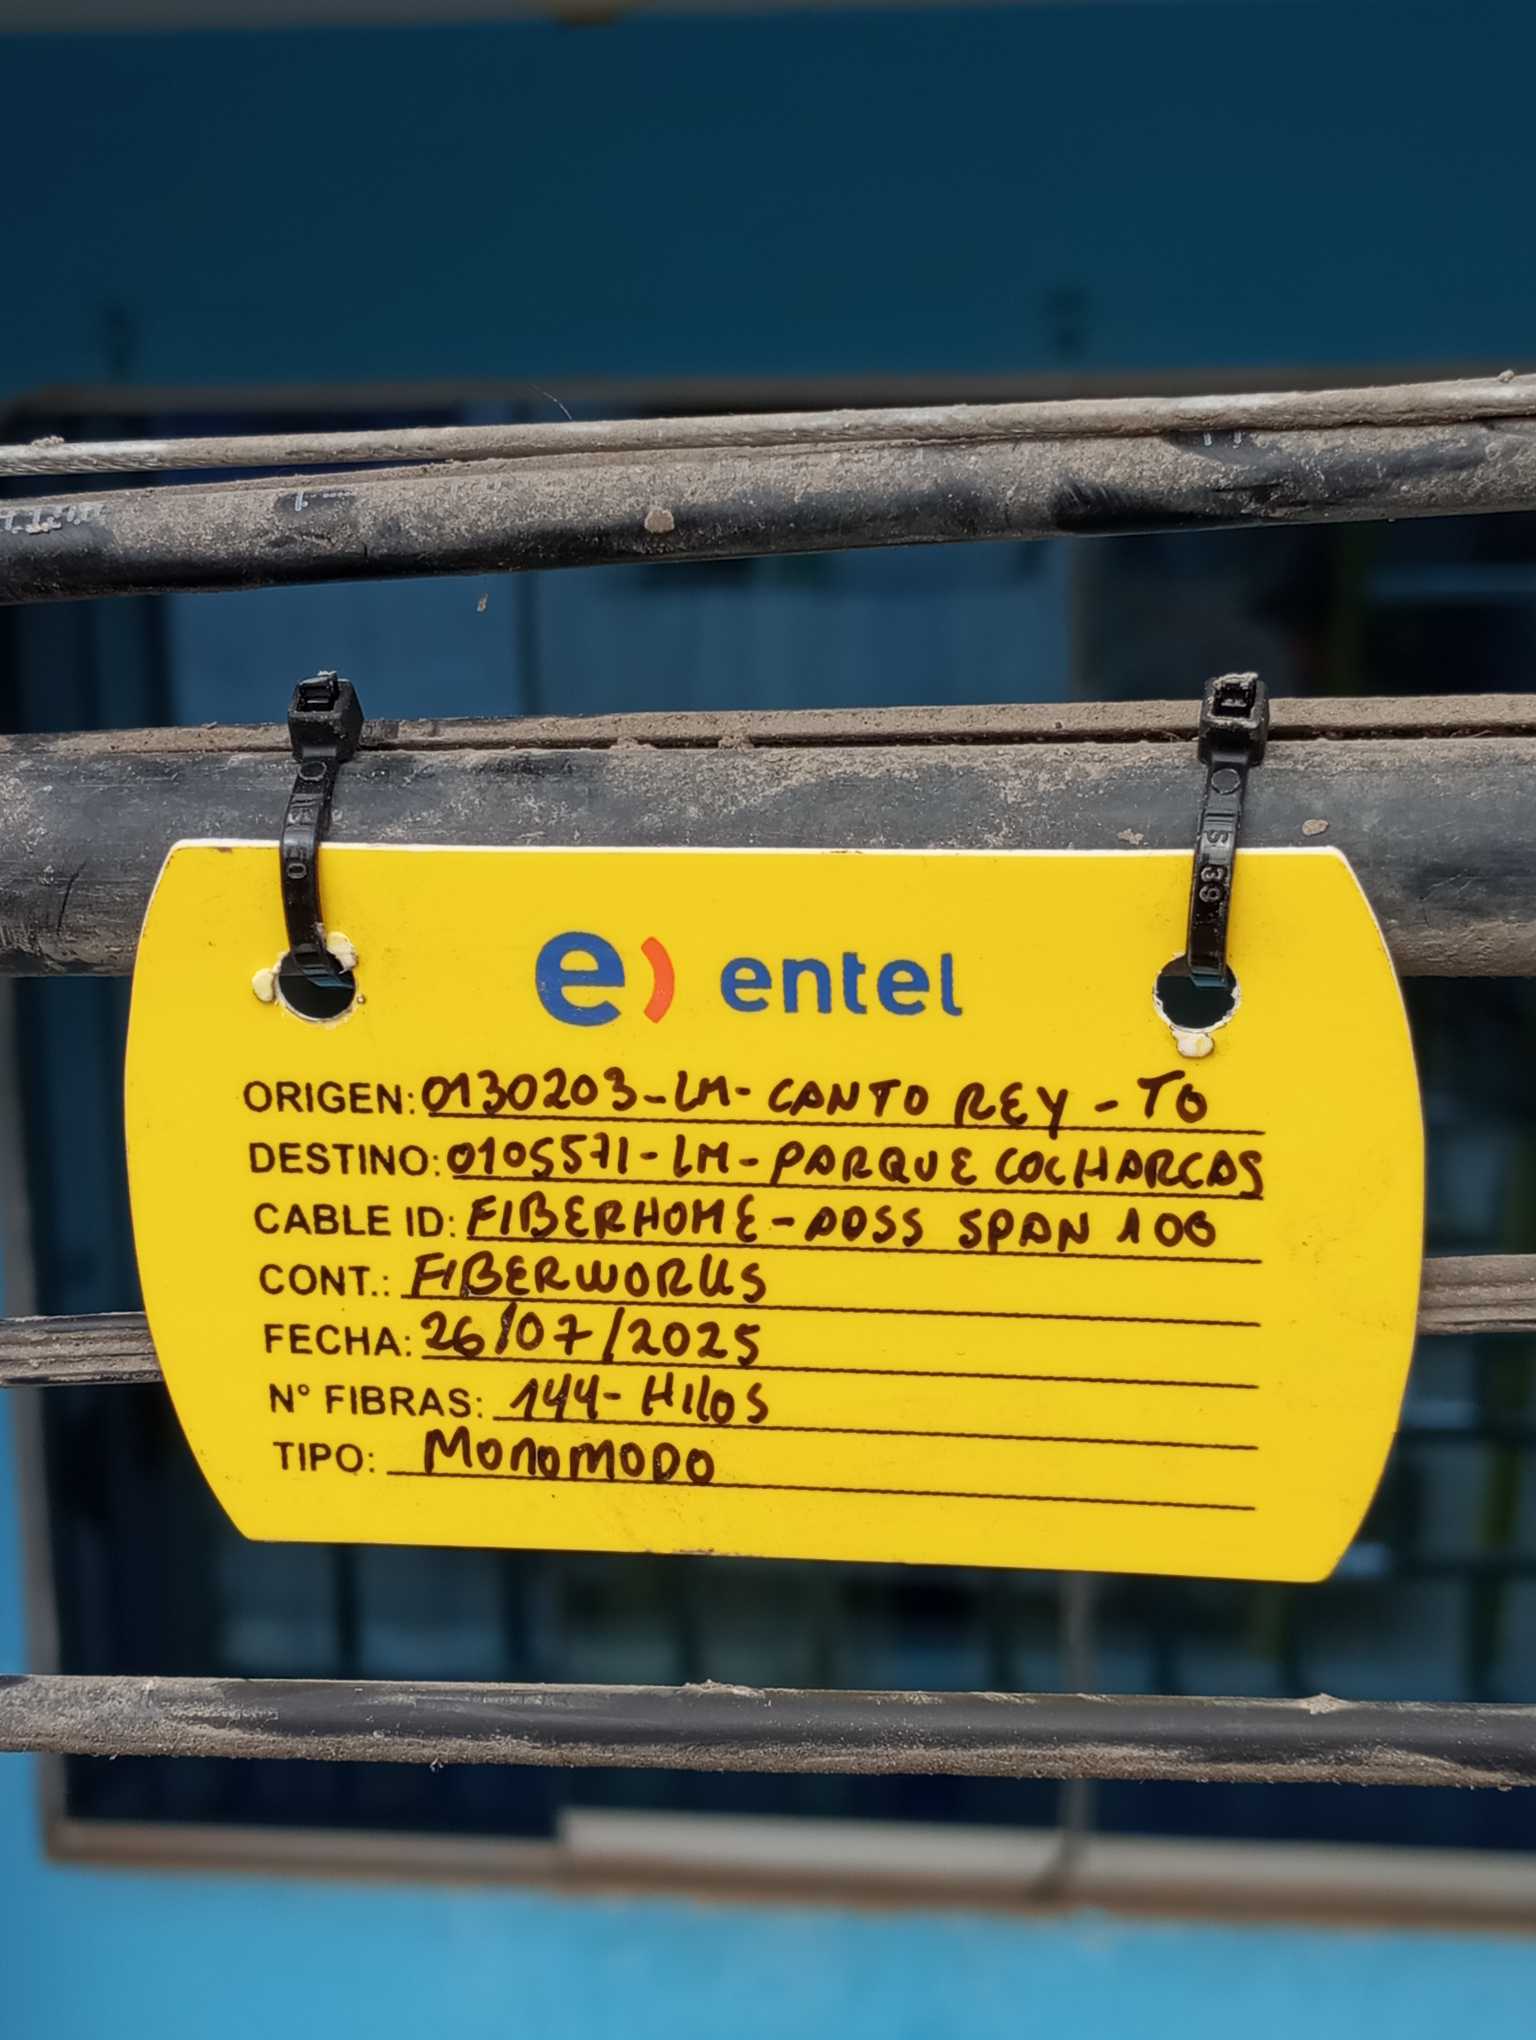 e) entel
ORIGEN: 0130203-LM-CANTO REY-TO
DESTINO: 0105571-LM-PARQUE COCHARCAS
CABLE ID: FIBERHOME-ADSS SPAN 100
CONT.: FIBERWORKS
FECHA: 26/07/2025
N° FIBRAS: 144-HILOS
TIPO: MONOMODO